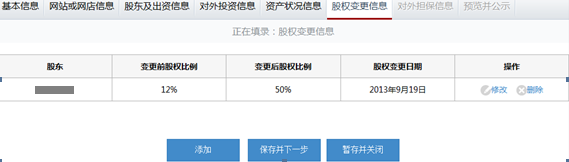 基本信息 网站或网店信息 股东及出资信息 对外投资信息 资产状况信息 股权变更信息 对外担保信息 预览并公示
正在填录：股权变更信息
股东 变更前股权比例 变更后股权比例 股权变更日期 操作
12% 50% 2013年9月19日 修改 删除
添加 保存并下一步 暂存并关闭